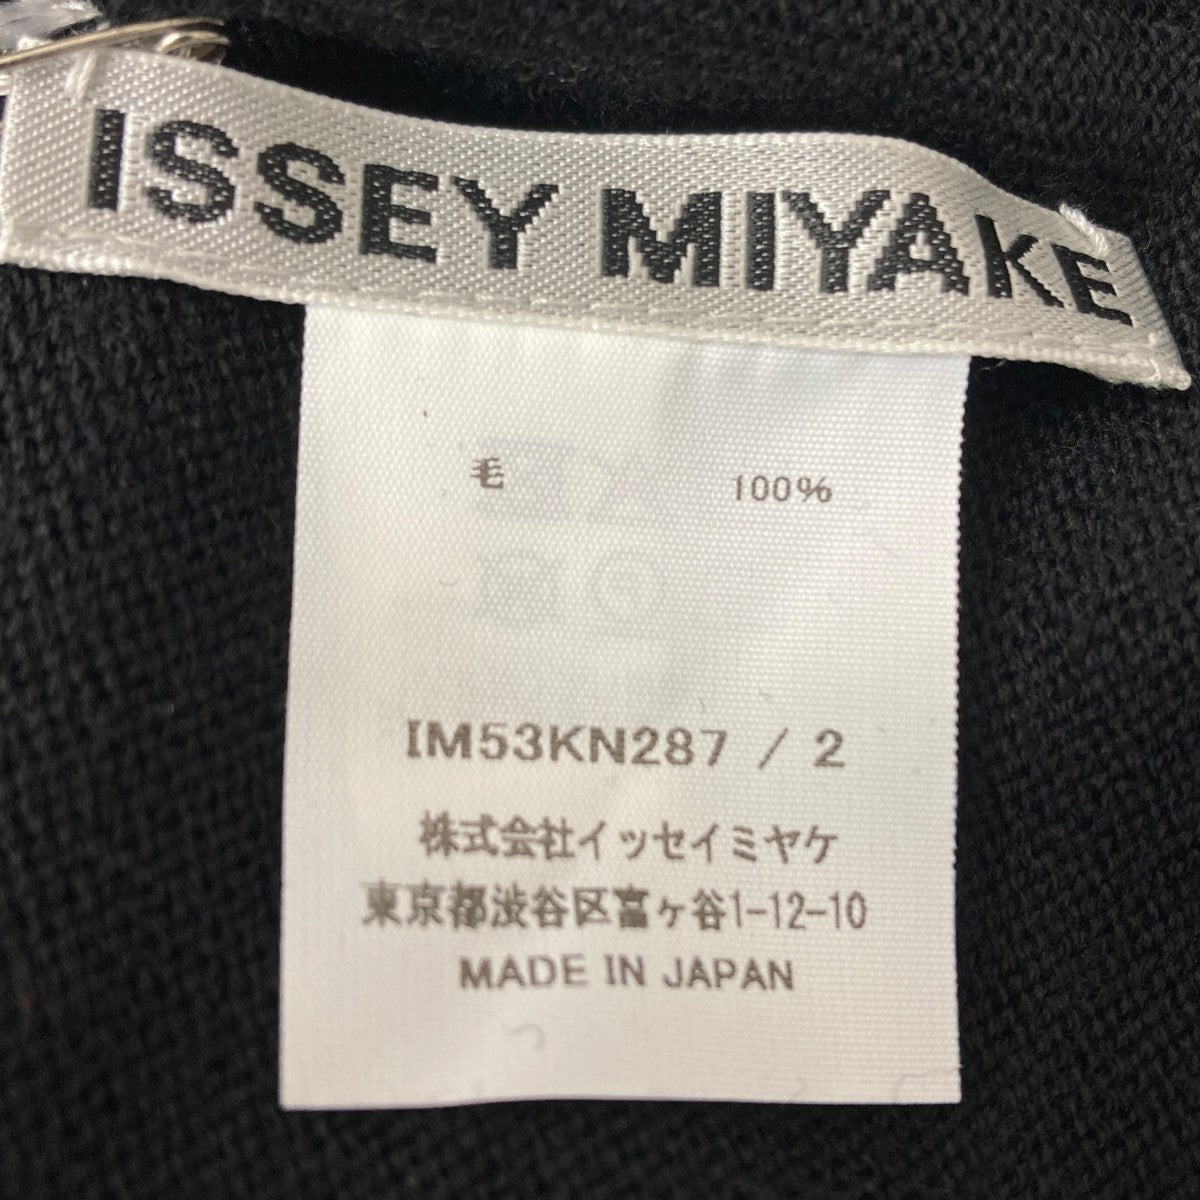 ISSEY MIYAKE
毛 100%
IM53KN287 / 2
株式会社イッセイミヤケ
東京都渋谷区富ヶ谷1-12-10
MADE IN JAPAN